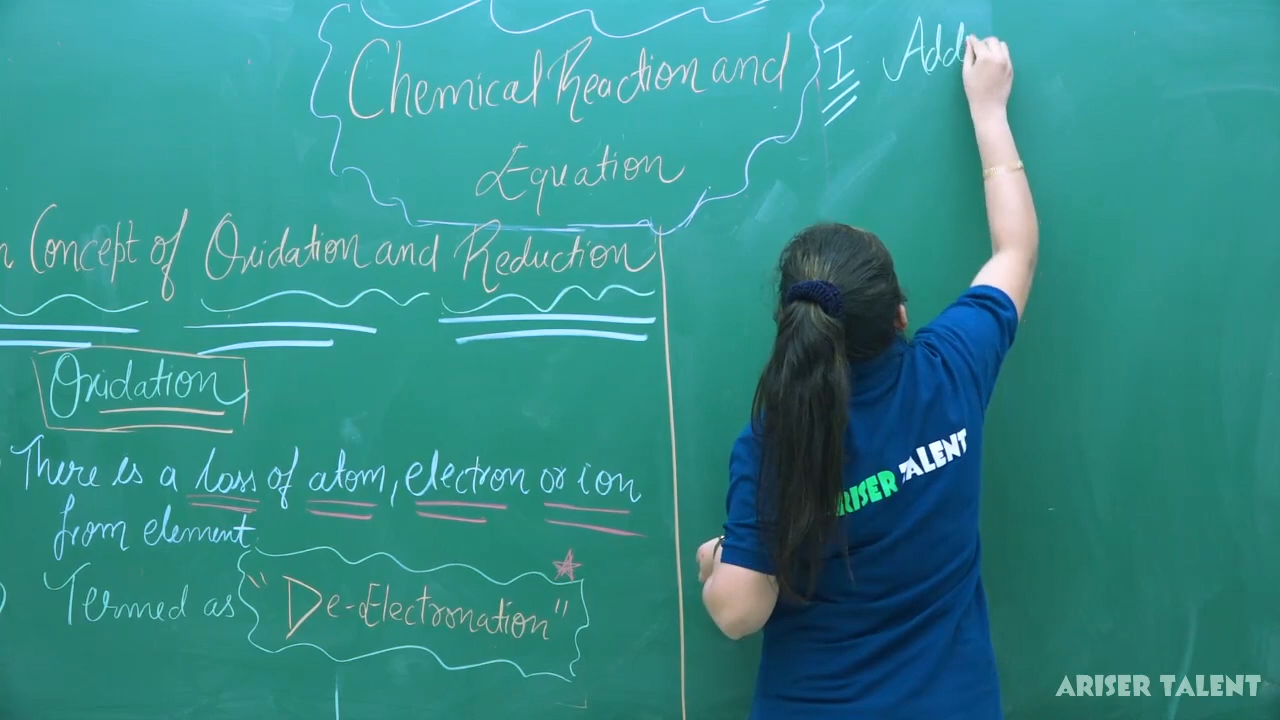 Chemical Reaction and
Equation
n Concept of Oxidation and Reduction
Oxidation
There is a loss of atom, electron or ion
from element.
Termed as "De-Electronation"
I Add
ARISER TALENT
ARISER TALENT